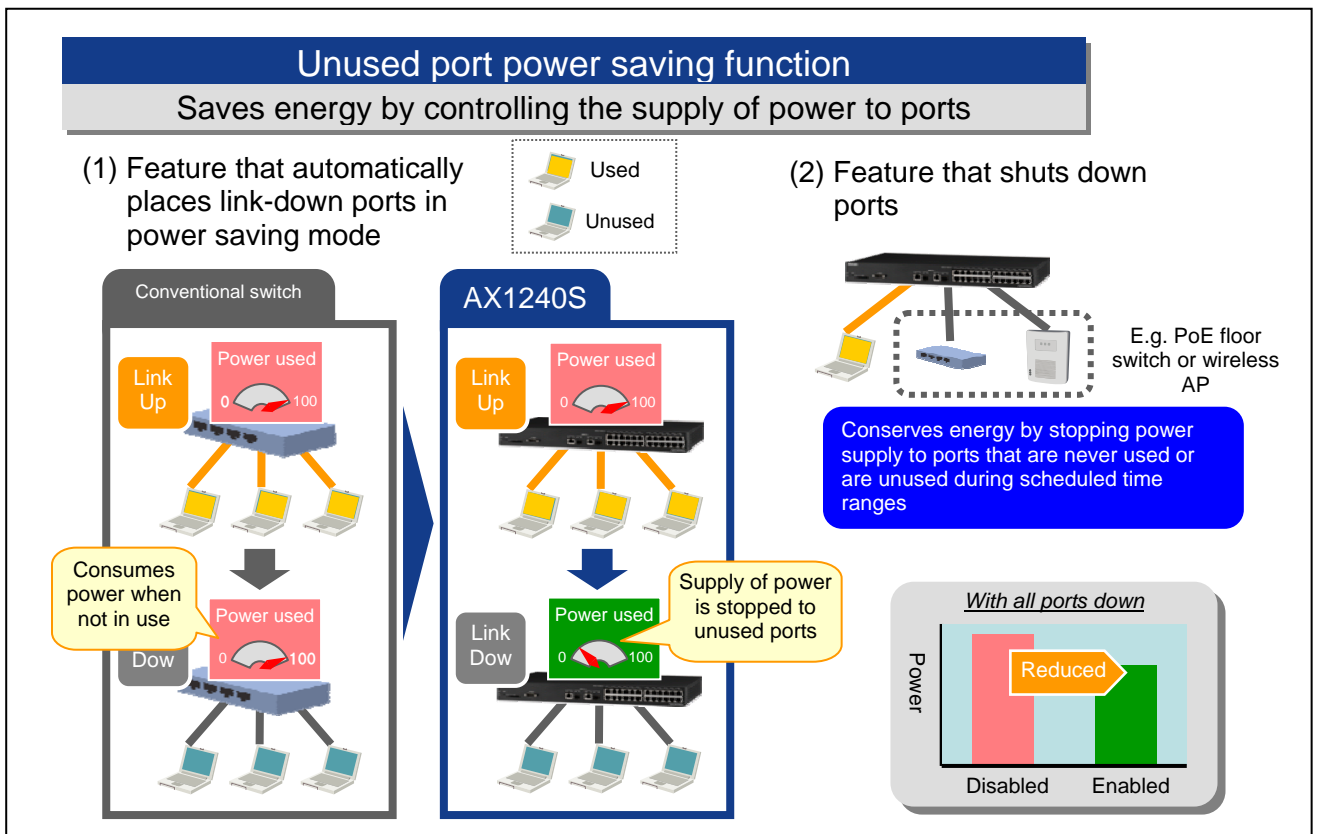 Unused port power saving function
Saves energy by controlling the supply of power to ports
(1) Feature that automatically
places link-down ports in
power saving mode
Used
Unused
(2) Feature that shuts down
ports
Conventional switch
Link
Up
Power used
0 100
Consumes
power when
not in use
Dow
Power used
0 100
AX1240S
Link
Up
Power used
0 100
Supply of power
is stopped to
unused ports
Link
Dow
Power used
0 100
E.g. PoE floor
switch or wireless
AP
Conserves energy by stopping power
supply to ports that are never used or
are unused during scheduled time
ranges
With all ports down
Power
Reduced
Disabled Enabled